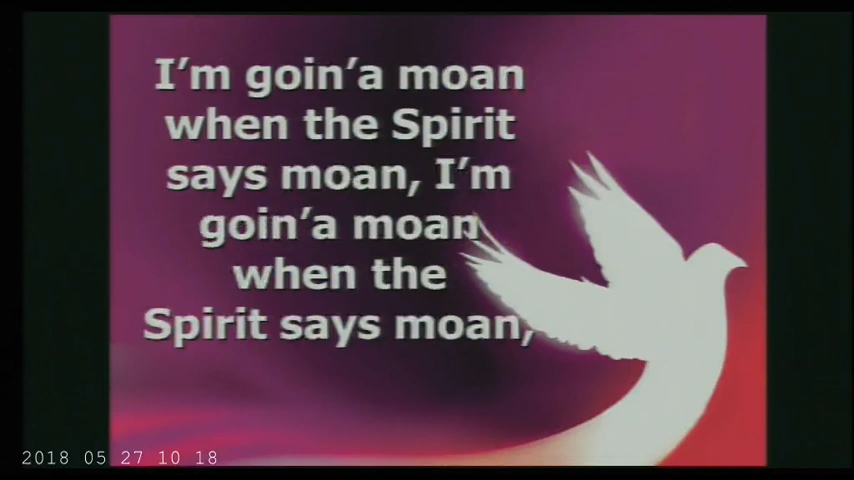 I'm goin'a moan
when the Spirit
says moan, I'm
goin'a moan
when the
Spirit says moan,
2018 05 27 10 18